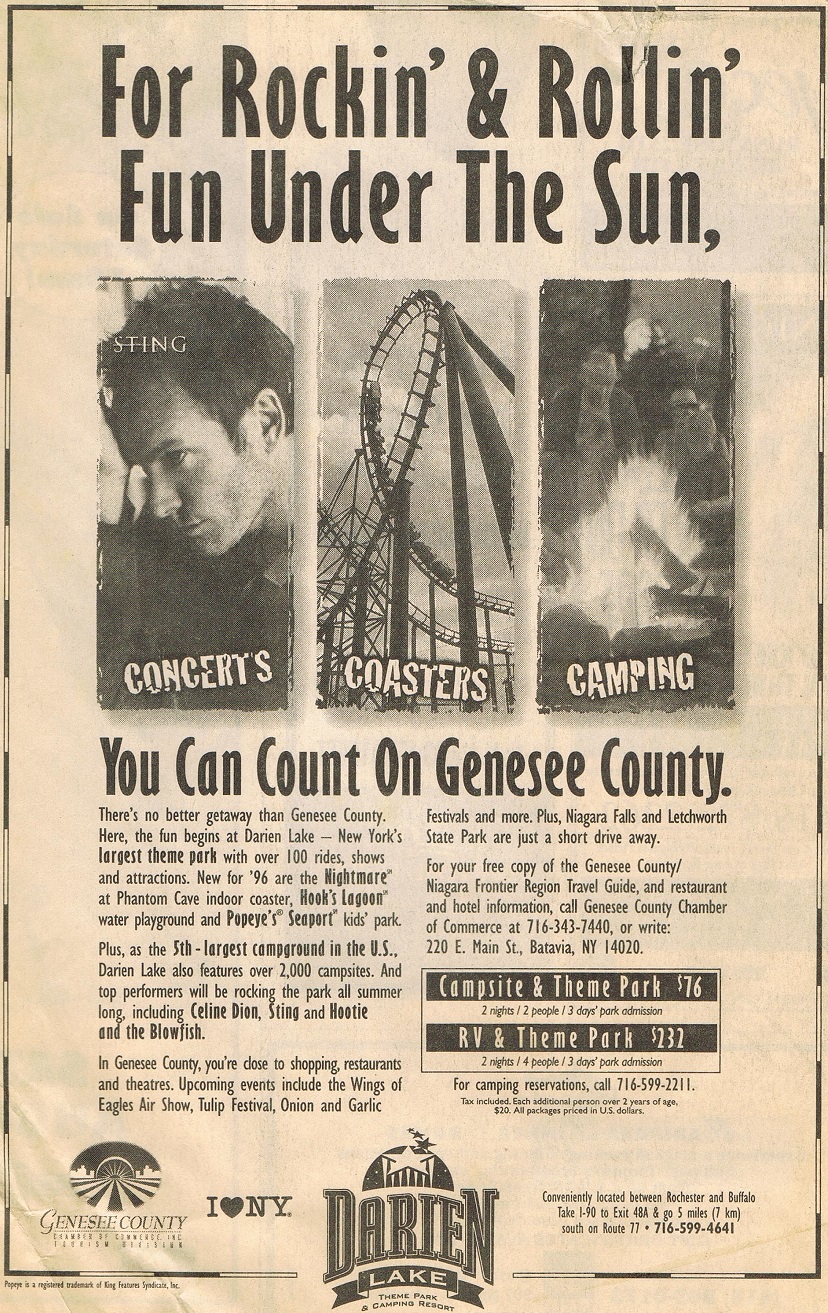 For Rockin' & Rollin'
Fun Under The Sun,
STING
CONCERTS
COASTERS
CAMPING
You Can Count On Genesee County.
There's no better getaway than Genesee County.
Here, the fun begins at Darien Lake – New York's
largest theme park with over 100 rides, shows
and attractions. New for '96 are the Nightmare℠
at Phantom Cave indoor coaster, Hook's Lagoon℠
water playground and Popeye's® Seaport℠ kids' park.
Plus, as the 5th-largest campground in the U.S.,
Darien Lake also features over 2,000 campsites. And
top performers will be rocking the park all summer
long, including Celine Dion, Sting and Hootie
and the Blowfish.
In Genesee County, you're close to shopping, restaurants
and theatres. Upcoming events include the Wings of
Eagles Air Show, Tulip Festival, Onion and Garlic
Festivals and more. Plus, Niagara Falls and Letchworth
State Park are just a short drive away.
For your free copy of the Genesee County/
Niagara Frontier Region Travel Guide, and restaurant
and hotel information, call Genesee County Chamber
of Commerce at 716-343-7440, or write:
220 E. Main St., Batavia, NY 14020.
Campsite & Theme Park $76
2 nights / 2 people / 3 days' park admission
RV & Theme Park $232
2 nights / 4 people / 3 days' park admission
For camping reservations, call 716-599-2211.
Tax included. Each additional person over 2 years of age,
$20. All packages priced in U.S. dollars.
GENESEE COUNTY
CHAMBER OF COMMERCE, INC.
TOURISM DIVISION
I ♥ NY®
DARIEN
LAKE
THEME PARK
& CAMPING RESORT
Conveniently located between Rochester and Buffalo
Take I-90 to Exit 48A & go 5 miles (7 km)
south on Route 77 • 716-599-4641
Popeye is a registered trademark of King Features Syndicate, Inc.